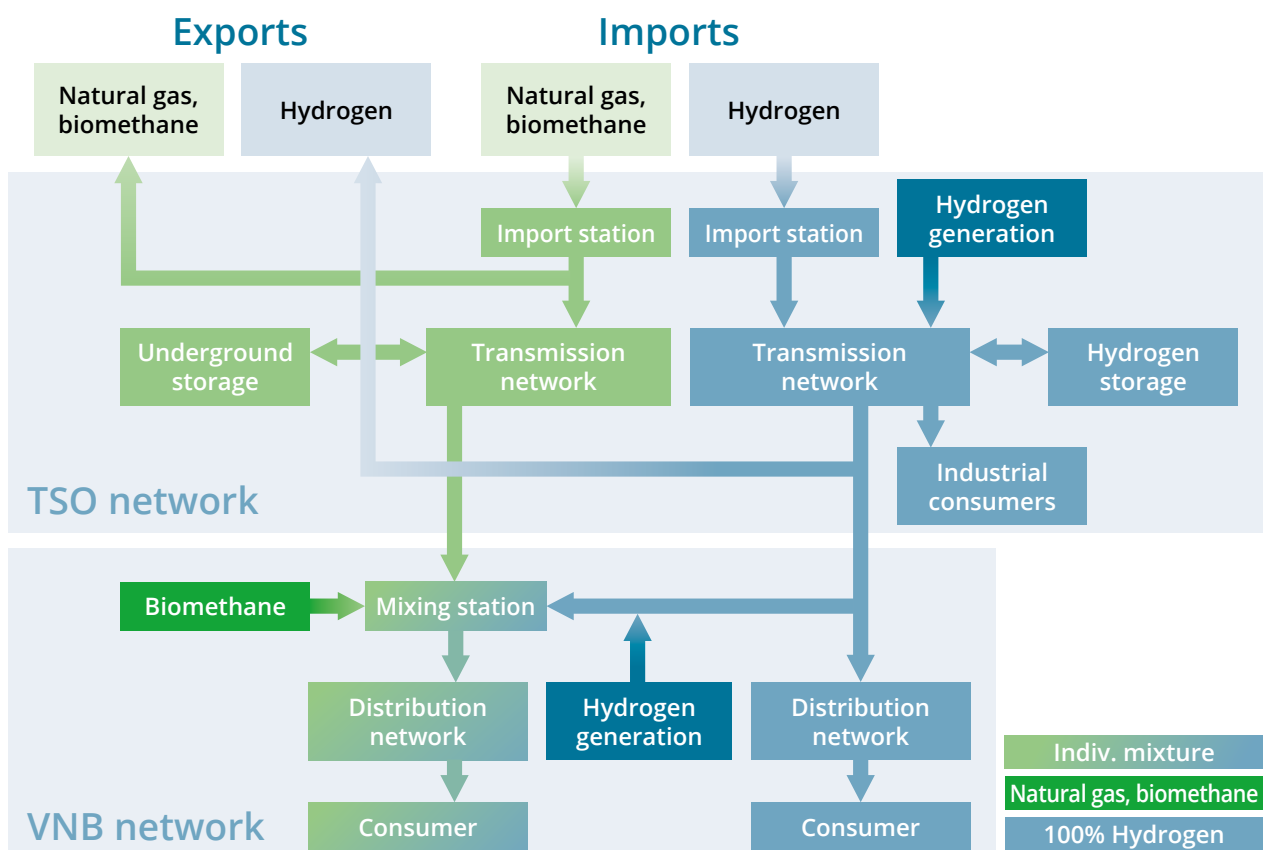 Exports
Imports
Natural gas,
biomethane
Hydrogen
Natural gas,
biomethane
Hydrogen
Import station
Import station
Hydrogen
generation
Underground
storage
Transmission
network
Transmission
network
Hydrogen
storage
Industrial
consumers
TSO network
Biomethane
Mixing station
Distribution
network
Hydrogen
generation
Distribution
network
Consumer
Consumer
VNB network
Indiv. mixture
Natural gas, biomethane
100% Hydrogen